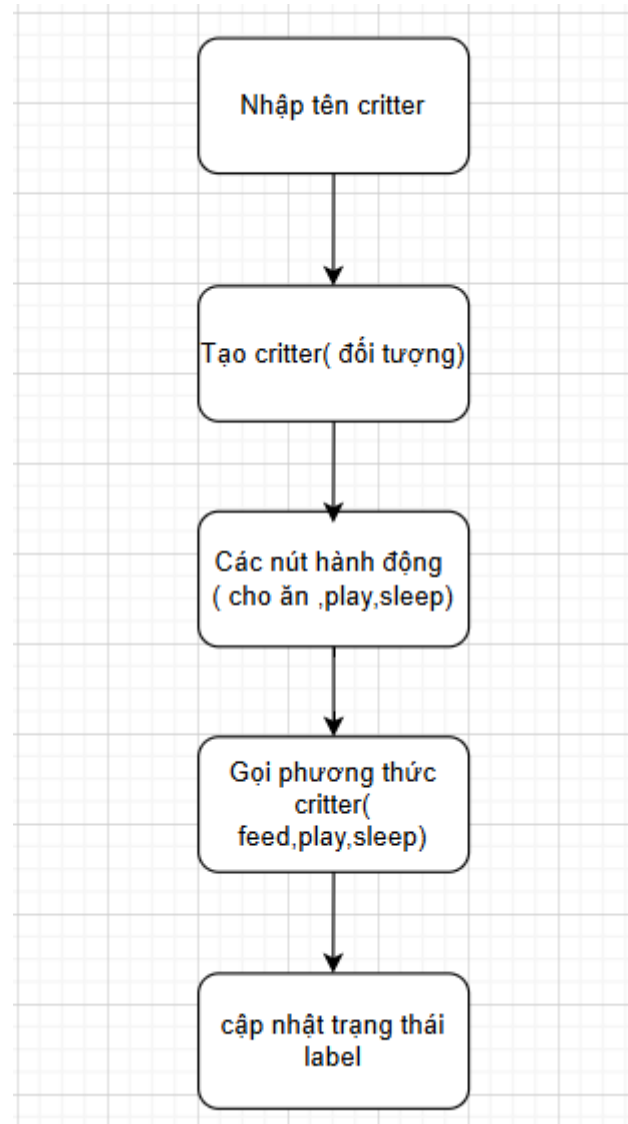 Nhập tên critter
Tạo critter( đối tượng)
Các nút hành động
( cho ăn ,play,sleep)
Gọi phương thức
critter(
feed,play,sleep)
cập nhật trạng thái
label